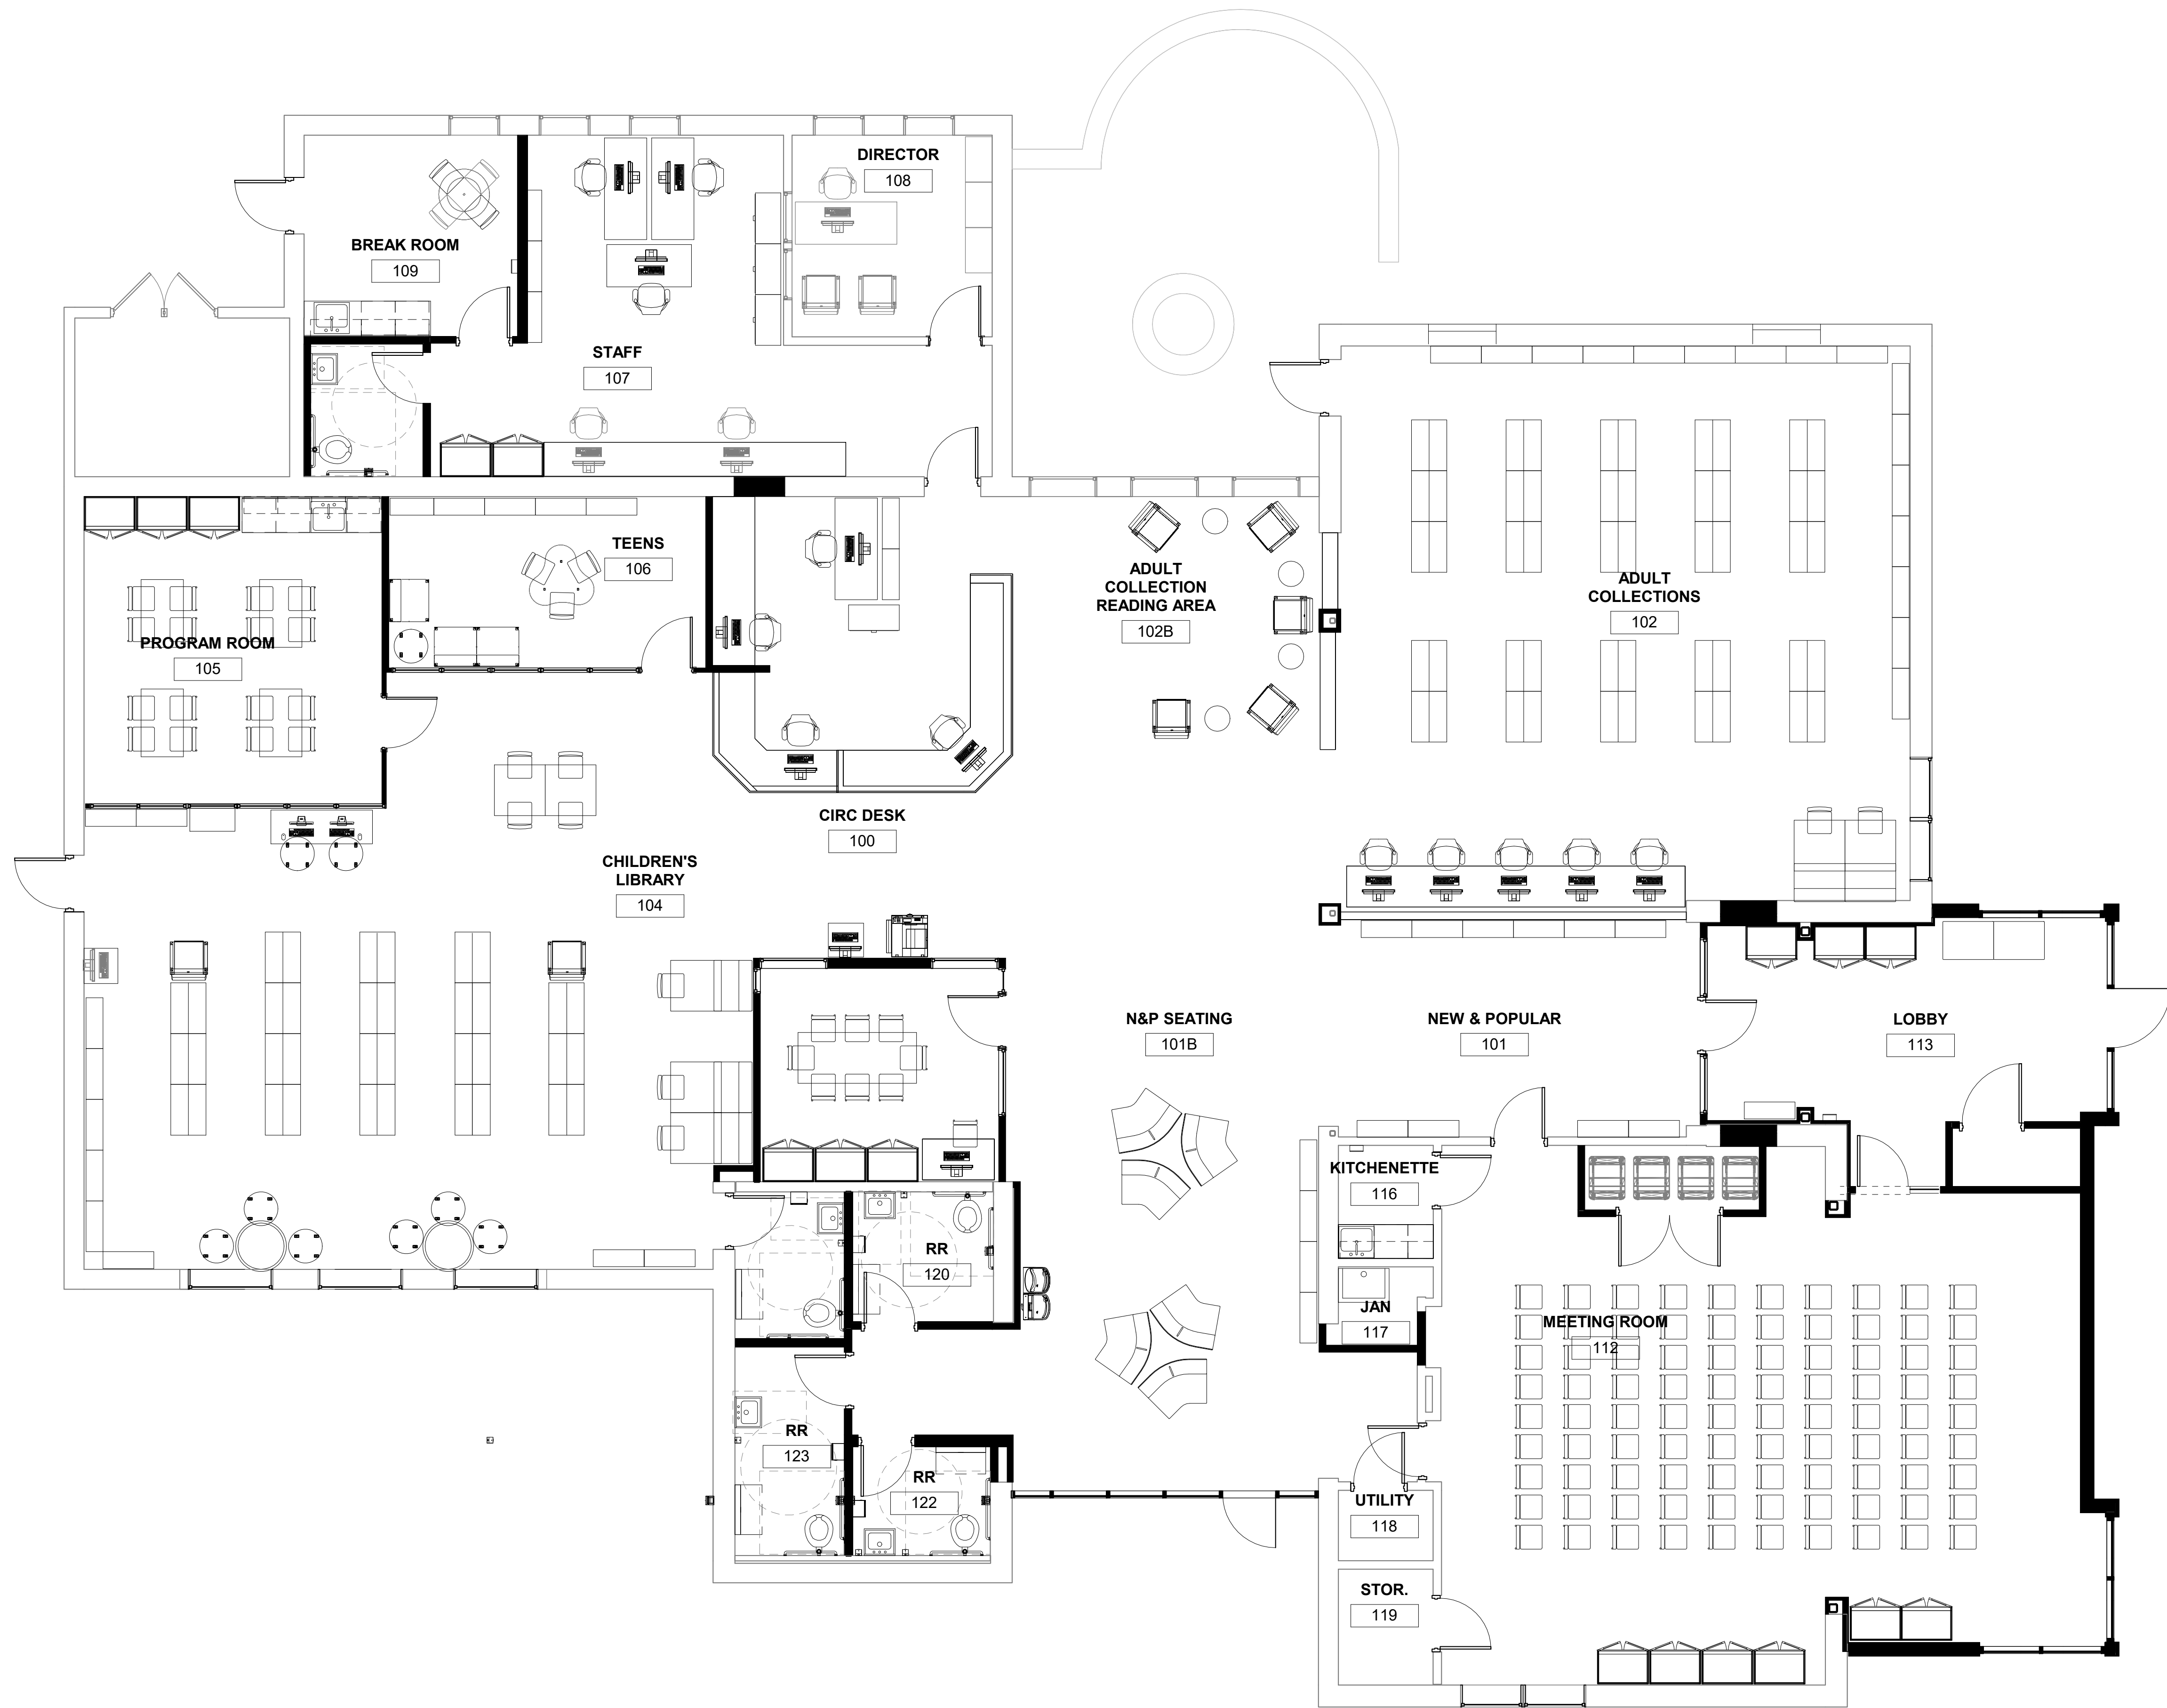 DIRECTOR
108
BREAK ROOM
109
STAFF
107
TEENS
106
ADULT
COLLECTION
READING AREA
102B
ADULT
COLLECTIONS
102
PROGRAM ROOM
105
CIRC DESK
100
CHILDREN'S
LIBRARY
104
N&P SEATING
101B
NEW & POPULAR
101
LOBBY
113
KITCHENETTE
116
RR
120
JAN
117
MEETING ROOM
112
RR
123
RR
122
UTILITY
118
STOR.
119